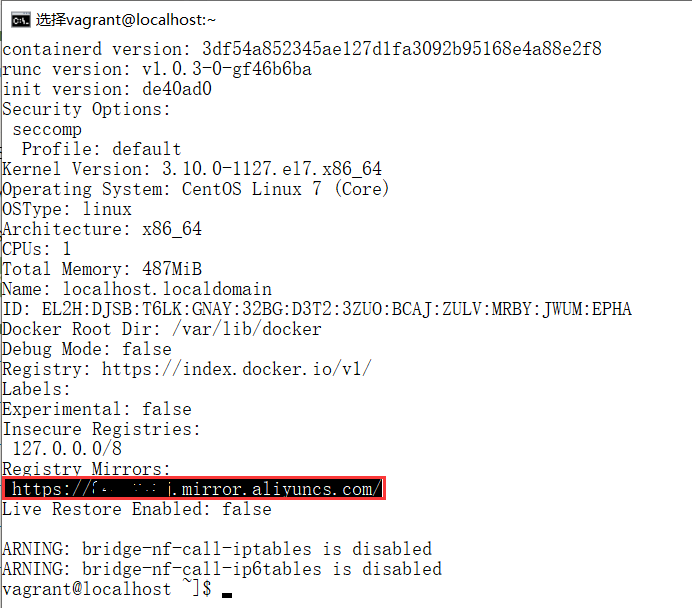 选择vagrant@localhost:~
containerd version: 3df54a852345ae127d1fa3092b95168e4a88e2f8
runc version: v1.0.3-0-gf46b6ba
init version: de40ad0
Security Options:
seccomp
Profile: default
Kernel Version: 3.10.0-1127.el7.x86_64
Operating System: CentOS Linux 7 (Core)
OSType: linux
Architecture: x86_64
CPUs: 1
Total Memory: 487MiB
Name: localhost.localdomain
ID: EL2H:DJSB:T6LK:GNAY:32BG:D3T2:3ZUO:BCAJ:ZULV:MRBY:JWUM:EPHA
Docker Root Dir: /var/lib/docker
Debug Mode: false
Registry: https://index.docker.io/v1/
Labels:
Experimental: false
Insecure Registries:
127.0.0.0/8
Registry Mirrors:
https:// .mirror.aliyuncs.com/
Live Restore Enabled: false
ARNING: bridge-nf-call-iptables is disabled
ARNING: bridge-nf-call-ip6tables is disabled
vagrant@localhost ~]$